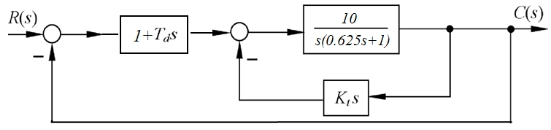 R(s)
C(s)
1+T_d s
10
s(0.625s+1)
−
−
K_t s